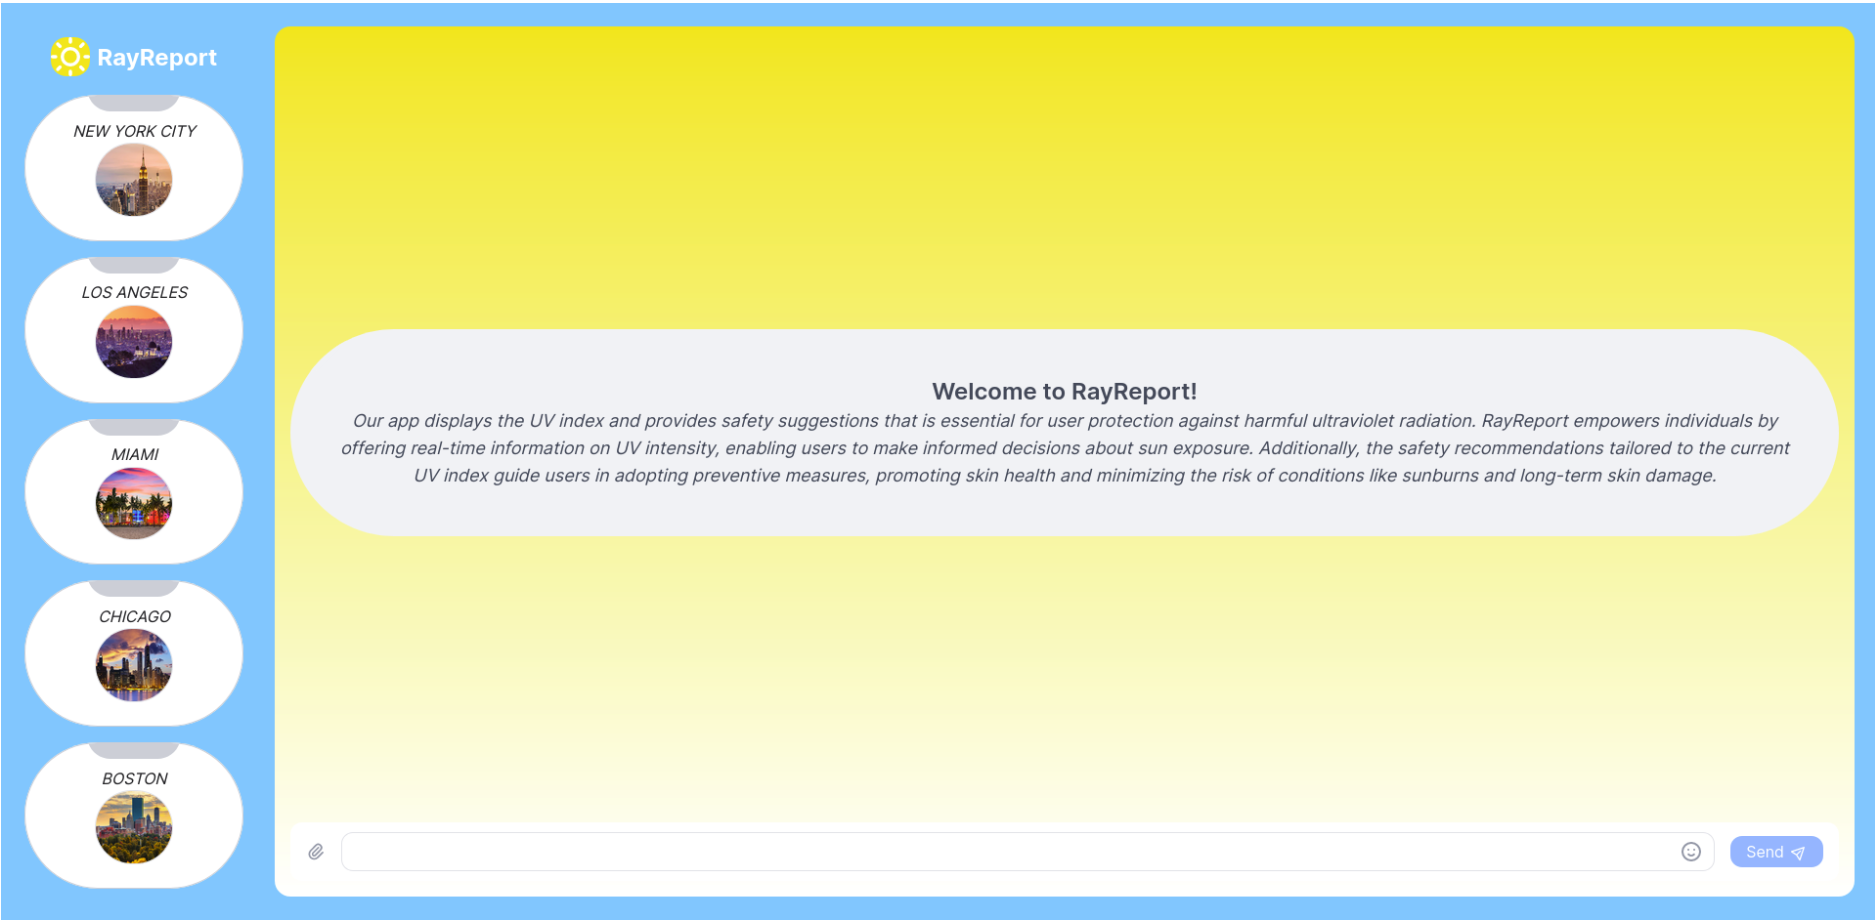 RayReport
NEW YORK CITY
LOS ANGELES
MIAMI
CHICAGO
BOSTON
Welcome to RayReport!
Our app displays the UV index and provides safety suggestions that is essential for user protection against harmful ultraviolet radiation. RayReport empowers individuals by
offering real-time information on UV intensity, enabling users to make informed decisions about sun exposure. Additionally, the safety recommendations tailored to the current
UV index guide users in adopting preventive measures, promoting skin health and minimizing the risk of conditions like sunburns and long-term skin damage.
Send